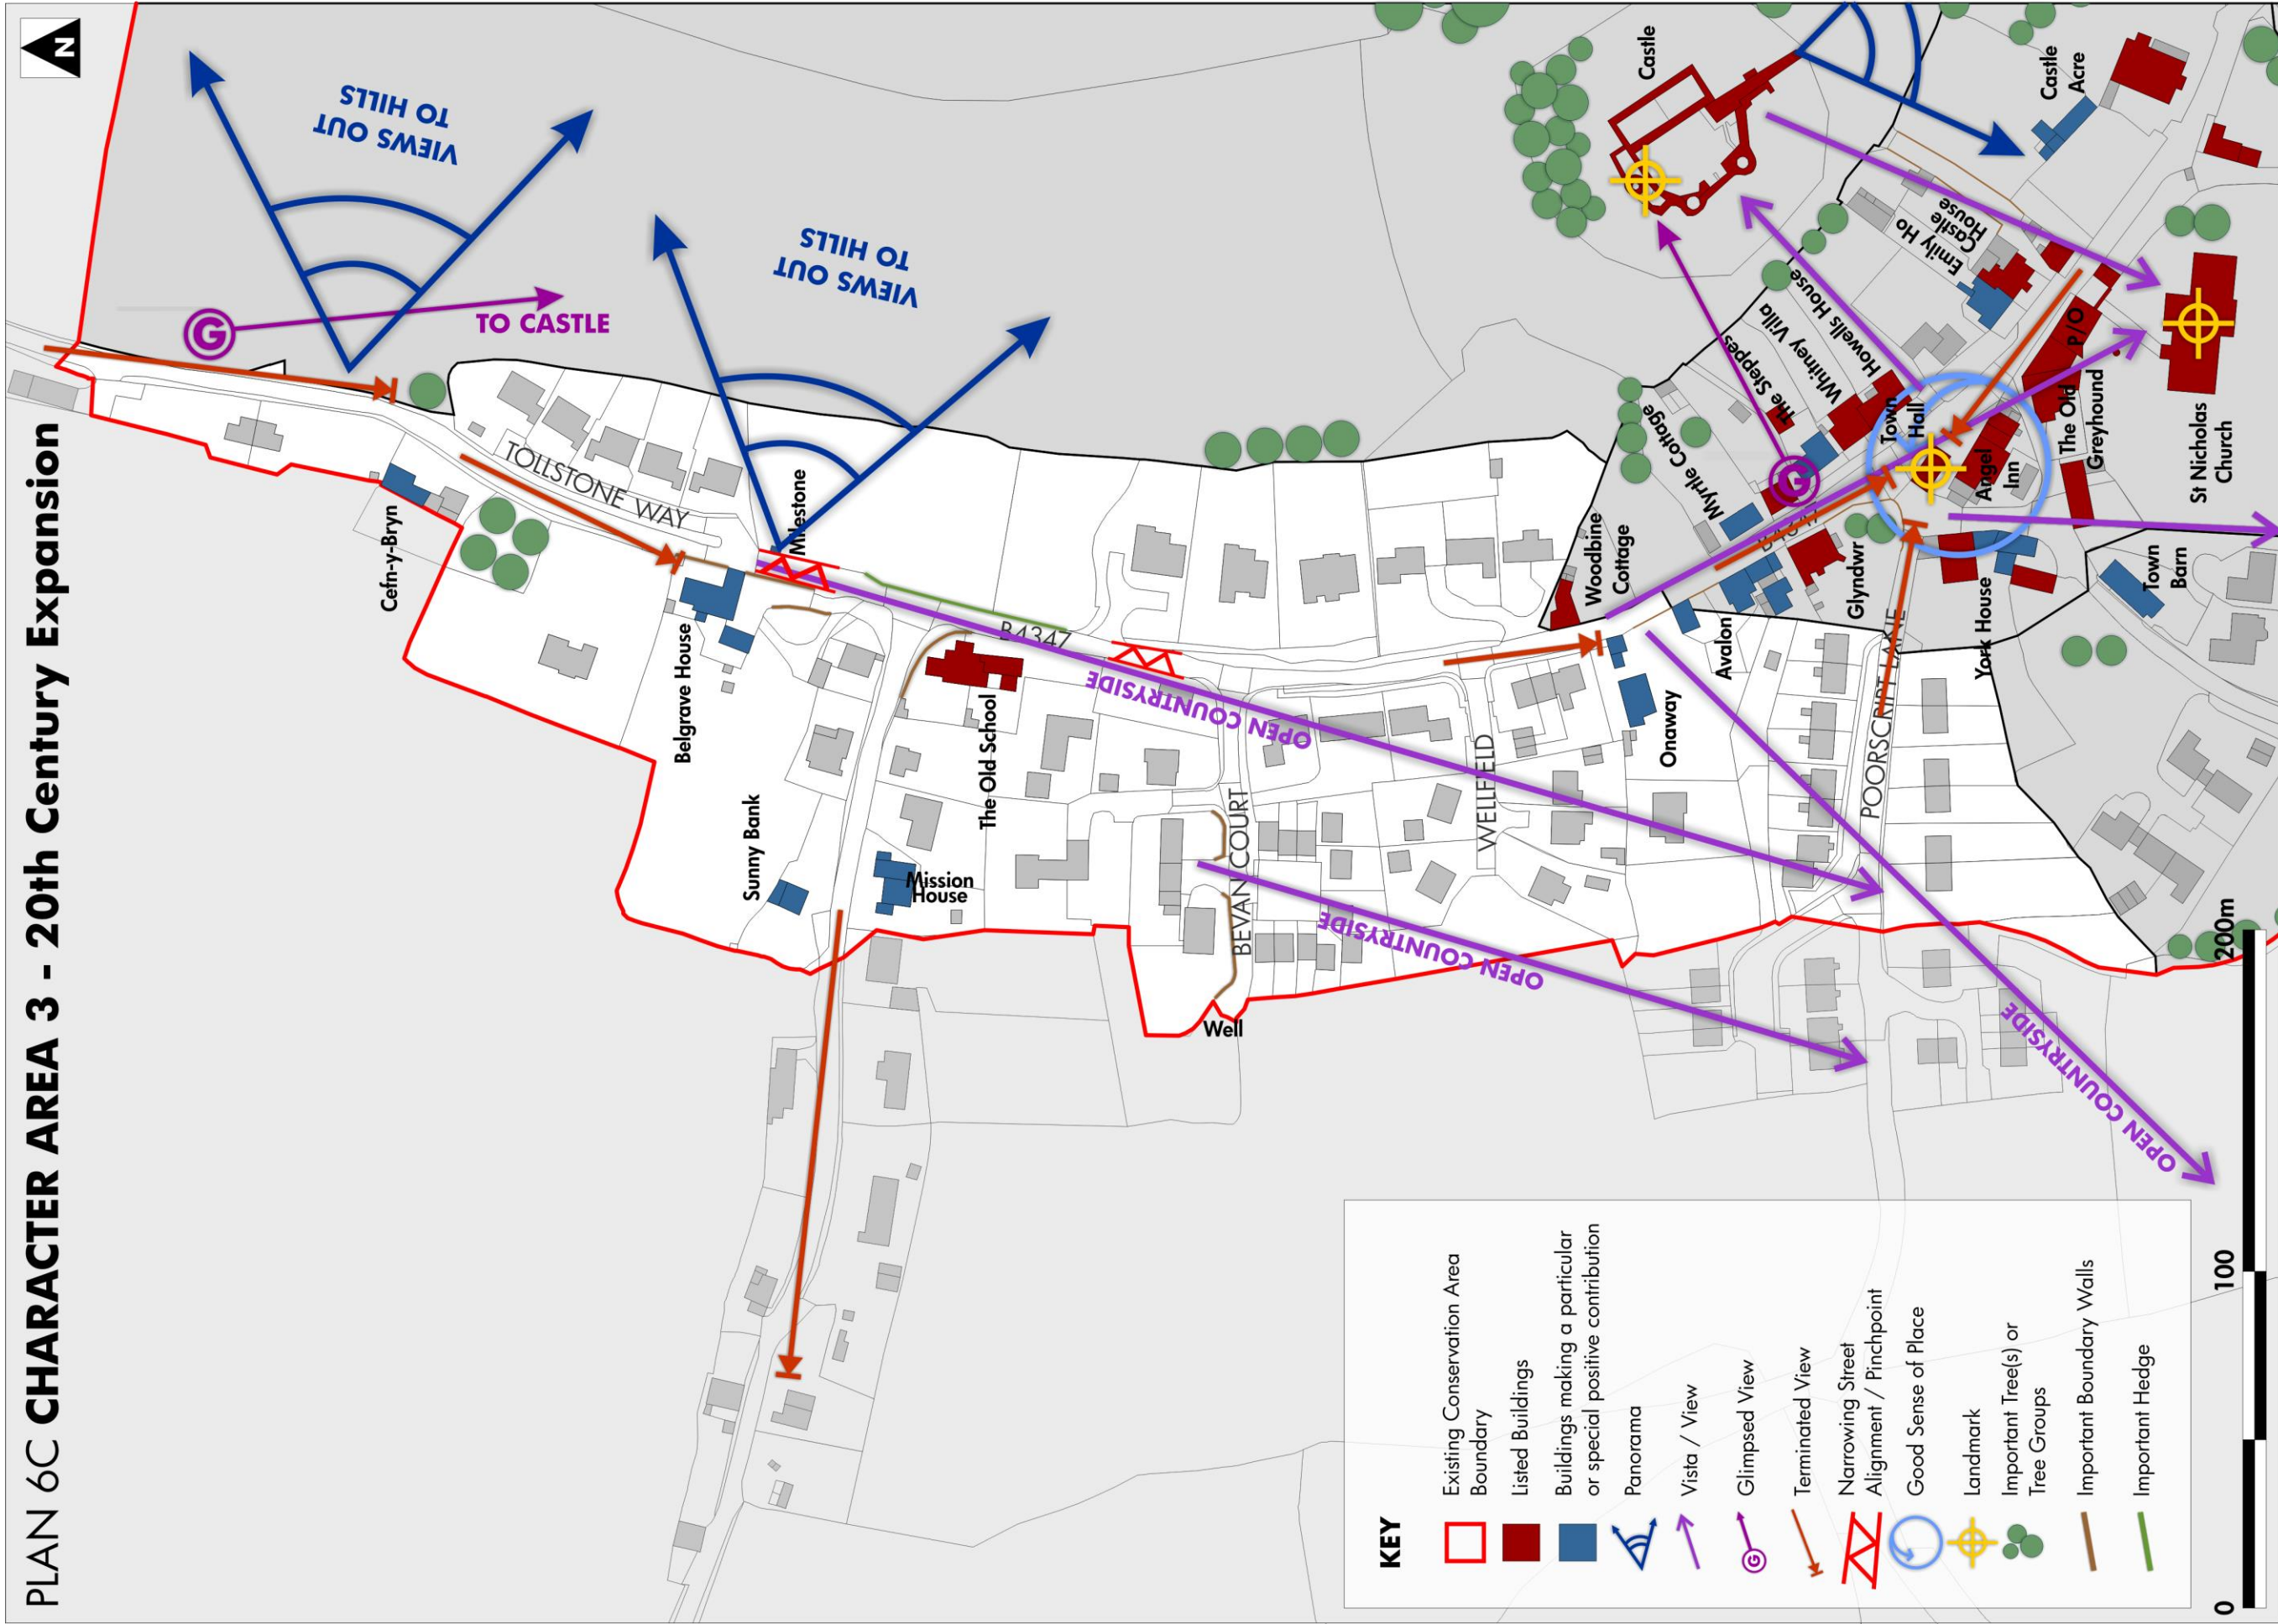 PLAN 6C CHARACTER AREA 3 - 20th Century Expansion
N
VIEWS OUT
TO HILLS
VIEWS OUT
TO HILLS
G
TO CASTLE
TOLLSTONE WAY
Cefn-y-Bryn
Milestone
Belgrave House
Sunny Bank
The Old School
Mission
House
B4347
OPEN COUNTRYSIDE
BEVAN COURT
OPEN COUNTRYSIDE
Well
WELLFIELD
Woodbine
Cottage
Onaway
Avalon
POORSCRIPT LANE
OPEN COUNTRYSIDE
Castle
Castle
Acre
Emily Ho
Castle
House
Howells House
Whitney Villa
The Steppes
Myrtle Cottage
G
Glyndwr
Town
Hall
Angel
Inn
P/O
The Old
Greyhound
St Nicholas
Church
York House
Town
Barn
KEY
Existing Conservation Area
Boundary
Listed Buildings
Buildings making a particular
or special positive contribution
Panorama
Vista / View
G
Glimpsed View
Terminated View
Narrowing Street
Alignment / Pinchpoint
Good Sense of Place
Landmark
Important Tree(s) or
Tree Groups
Important Boundary Walls
Important Hedge
0
100
200m